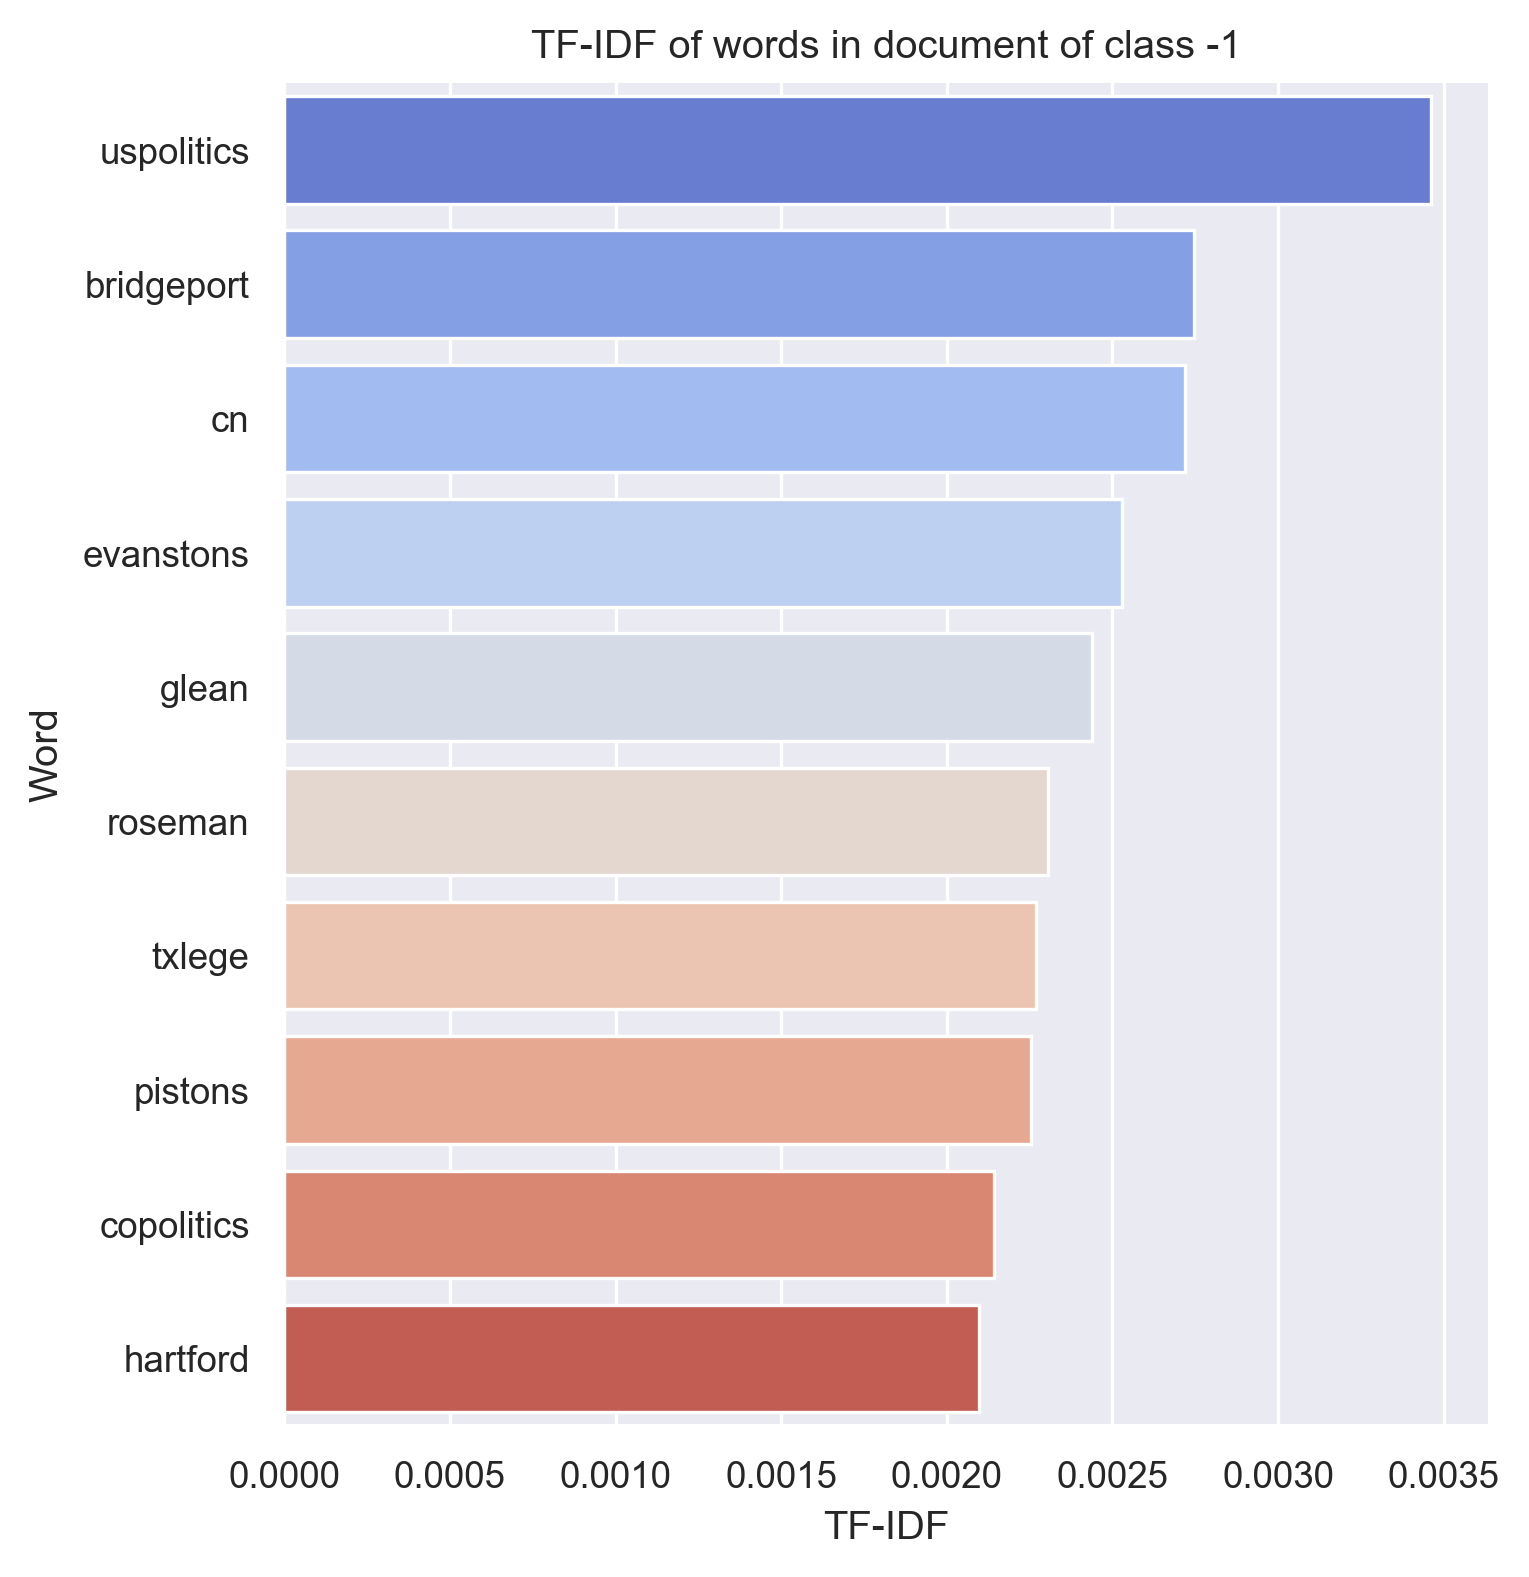 TF-IDF of words in document of class -1
uspolitics
bridgeport
cn
evanstons
glean
roseman
txlege
pistons
copolitics
hartford
Word
0.0000 0.0005 0.0010 0.0015 0.0020 0.0025 0.0030 0.0035
TF-IDF